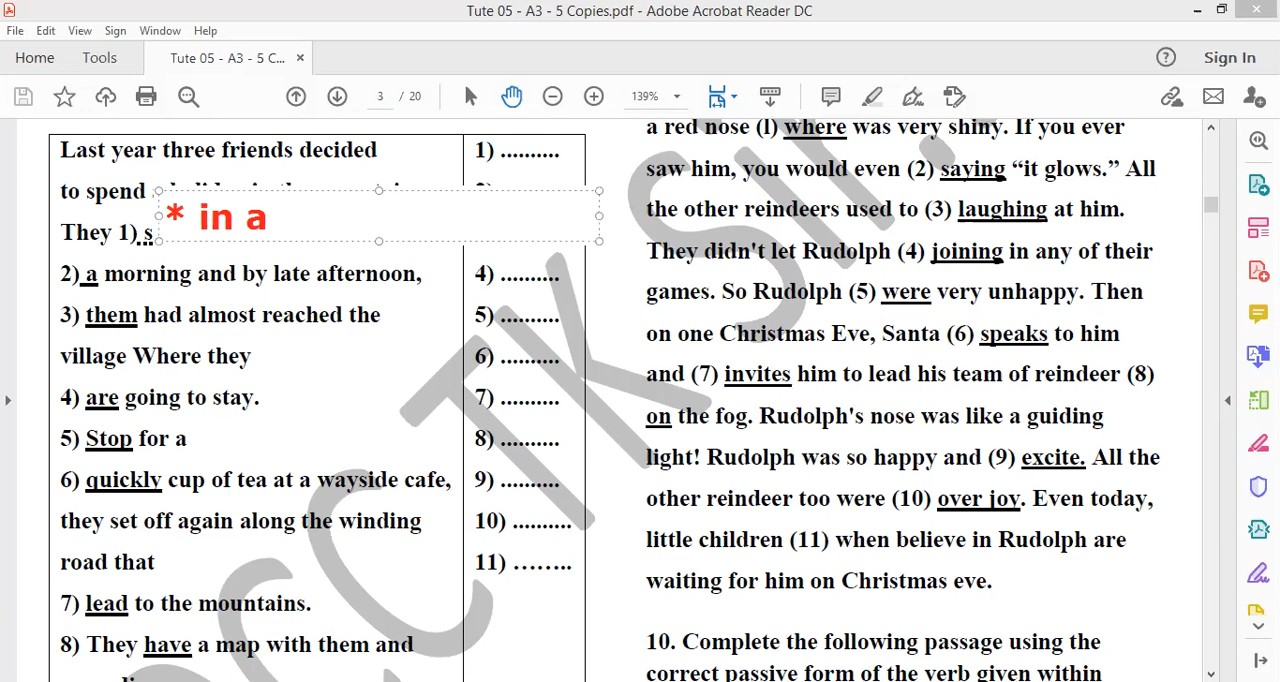 Tute 05 - A3 - 5 Copies.pdf - Adobe Acrobat Reader DC
File Edit View Sign Window Help
Home Tools Tute 05 - A3 - 5 C... × Sign In
3 / 20 139%
Last year three friends decided
to spend
They 1) s
* in a
2) a morning and by late afternoon,
3) them had almost reached the
village Where they
4) are going to stay.
5) Stop for a
6) quickly cup of tea at a wayside cafe,
they set off again along the winding
road that
7) lead to the mountains.
8) They have a map with them and
1) ..........
4) ..........
5) ..........
6) ..........
7) ..........
8) ..........
9) ..........
10) ..........
11) ……..
a red nose (l) where was very shiny. If you ever
saw him, you would even (2) saying “it glows.” All
the other reindeers used to (3) laughing at him.
They didn't let Rudolph (4) joining in any of their
games. So Rudolph (5) were very unhappy. Then
on one Christmas Eve, Santa (6) speaks to him
and (7) invites him to lead his team of reindeer (8)
on the fog. Rudolph's nose was like a guiding
light! Rudolph was so happy and (9) excite. All the
other reindeer too were (10) over joy. Even today,
little children (11) when believe in Rudolph are
waiting for him on Christmas eve.
10. Complete the following passage using the
correct passive form of the verb given within